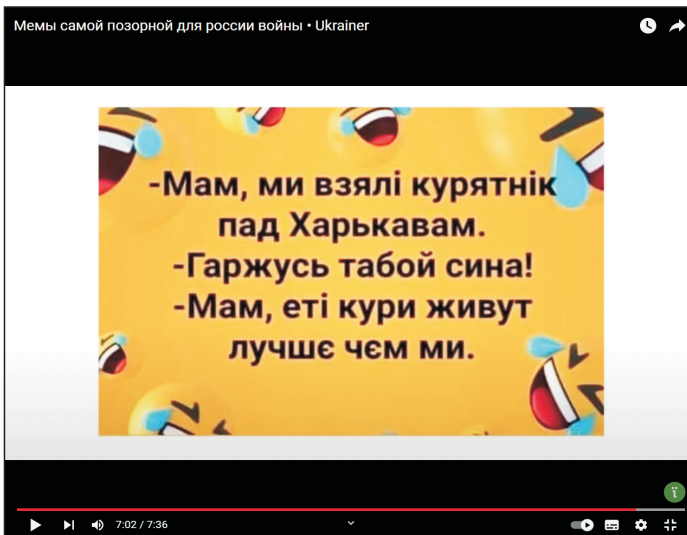 Мемы самой позорной для россии войны • Ukrainer
-Мам, ми взялі курятнік
пад Харькавам.
-Гаржусь табой сина!
-Мам, еті кури живут
лучшє чєм ми.
ї
7:02 / 7:36